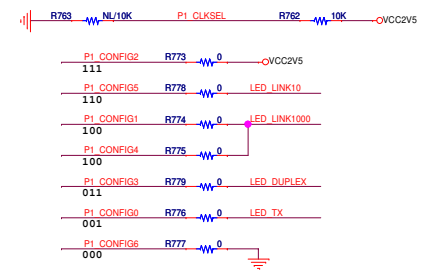 R763 NL/10K P1_CLKSEL R762 10K VCC2V5
P1_CONFIG2 R773 0 VCC2V5
111
P1_CONFIG5 R778 0 LED_LINK10
110
P1_CONFIG1 R774 0 LED_LINK1000
100
P1_CONFIG4 R775 0
100
P1_CONFIG3 R779 0 LED_DUPLEX
011
P1_CONFIG0 R776 0 LED_TX
001
P1_CONFIG6 R777 0
000